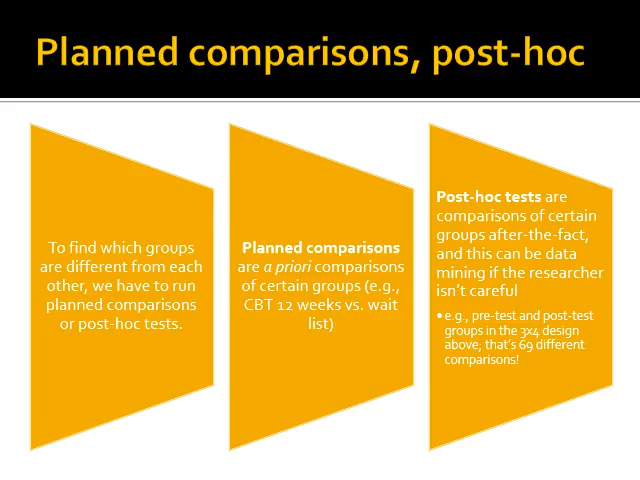 Planned comparisons, post-hoc
To find which groups
are different from each
other, we have to run
planned comparisons
or post-hoc tests.
Planned comparisons
are a priori comparisons
of certain groups (e.g.,
CBT 12 weeks vs. wait
list)
Post-hoc tests are
comparisons of certain
groups after-the-fact,
and this can be data
mining if the researcher
isn't careful
• e.g., pre-test and post-test
groups in the 3x4 design
above, that's 69 different
comparisons!